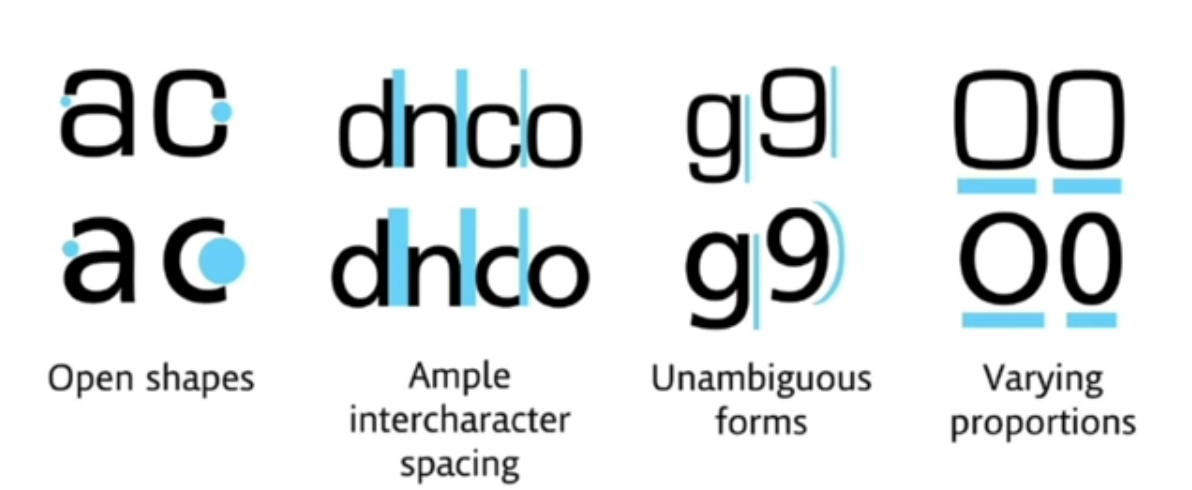 ac
dnco
g9
OO
ac
dnco
g9
O0
Open shapes
Ample
intercharacter
spacing
Unambiguous
forms
Varying
proportions